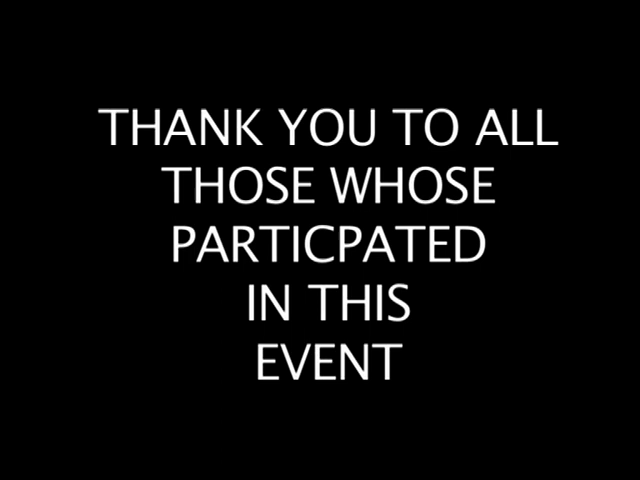 THANK YOU TO ALL
THOSE WHOSE
PARTICPATED
IN THIS
EVENT